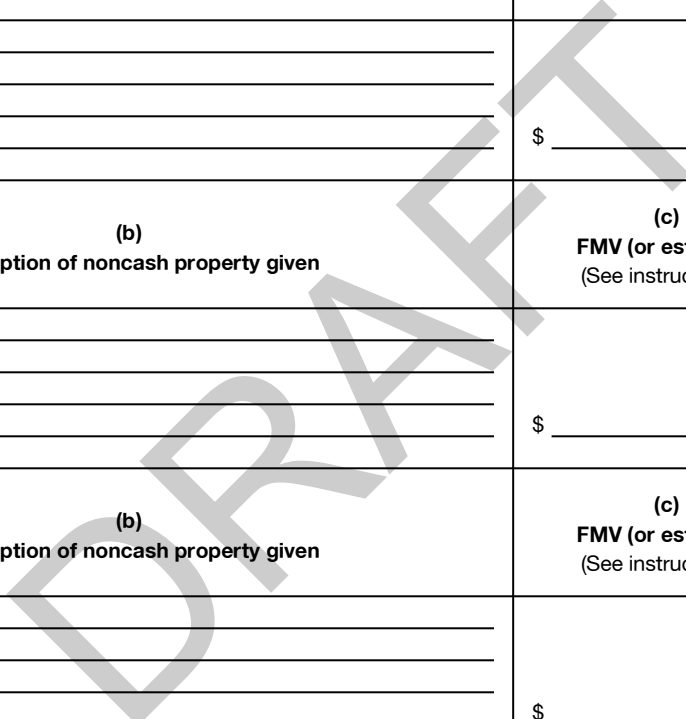 $
(b)
ption of noncash property given
(c)
FMV (or est
(See instruc
$
(b)
ption of noncash property given
(c)
FMV (or est
(See instruc
$
DRAFT